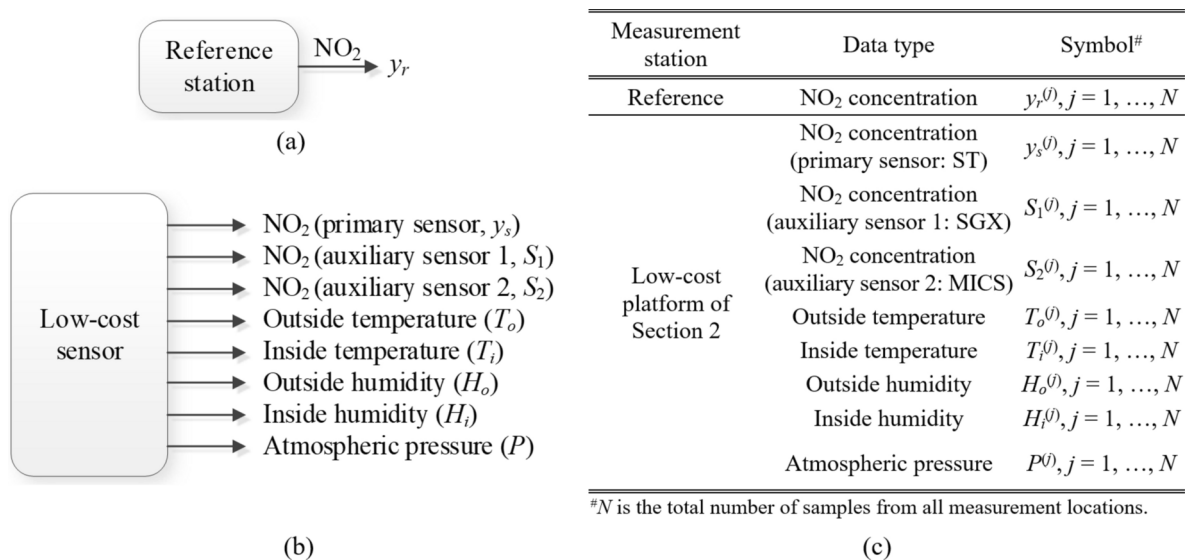 Reference
station
NO₂
yᵣ
(a)
Low-cost
sensor
NO₂ (primary sensor, yₛ)
NO₂ (auxiliary sensor 1, S₁)
NO₂ (auxiliary sensor 2, S₂)
Outside temperature (Tₒ)
Inside temperature (Tᵢ)
Outside humidity (Hₒ)
Inside humidity (Hᵢ)
Atmospheric pressure (P)
(b)
Measurement
station
Data type
Symbol#
Reference
NO₂ concentration
yᵣ⁽ʲ⁾, j = 1, …, N
Low-cost
platform of
Section 2
NO₂ concentration
(primary sensor: ST)
yₛ⁽ʲ⁾, j = 1, …, N
NO₂ concentration
(auxiliary sensor 1: SGX)
S₁⁽ʲ⁾, j = 1, …, N
NO₂ concentration
(auxiliary sensor 2: MICS)
S₂⁽ʲ⁾, j = 1, …, N
Outside temperature
Tₒ⁽ʲ⁾, j = 1, …, N
Inside temperature
Tᵢ⁽ʲ⁾, j = 1, …, N
Outside humidity
Hₒ⁽ʲ⁾, j = 1, …, N
Inside humidity
Hᵢ⁽ʲ⁾, j = 1, …, N
Atmospheric pressure
P⁽ʲ⁾, j = 1, …, N
#N is the total number of samples from all measurement locations.
(c)